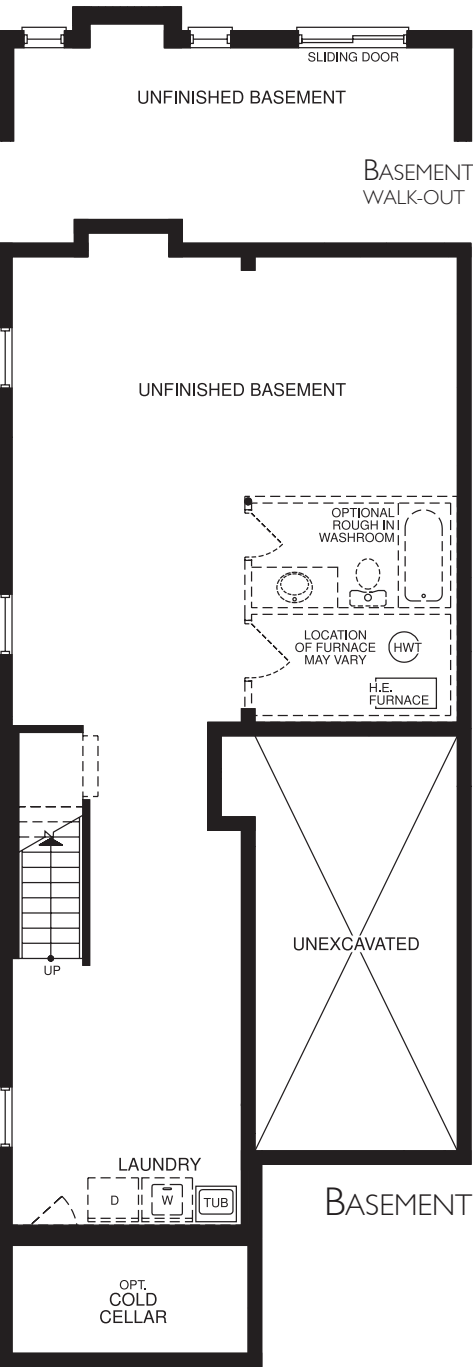 SLIDING DOOR
UNFINISHED BASEMENT
BASEMENT
WALK-OUT
UNFINISHED BASEMENT
OPTIONAL
ROUGH IN
WASHROOM
LOCATION
OF FURNACE
MAY VARY
HWT
H.E.
FURNACE
UNEXCAVATED
UP
LAUNDRY
D
W
TUB
BASEMENT
OPT.
COLD
CELLAR